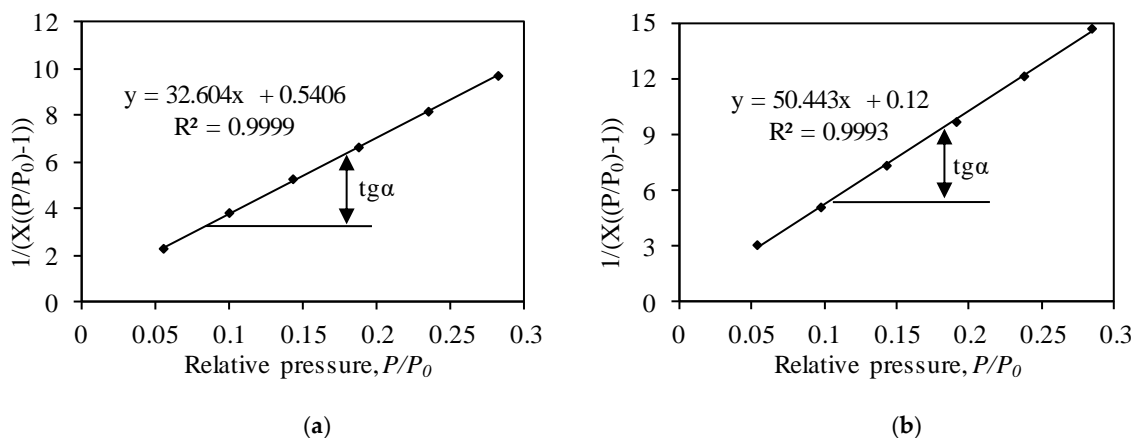 12
10
8
6
4
2
0
1/(X((P/P₀)-1))
y = 32.604x + 0.5406
R² = 0.9999
tgα
0 0.05 0.1 0.15 0.2 0.25 0.3
Relative pressure, P/P₀
(a)
15
12
9
6
3
0
1/(X((P/P₀)-1))
y = 50.443x + 0.12
R² = 0.9993
tgα
0 0.05 0.1 0.15 0.2 0.25 0.3
Relative pressure, P/P₀
(b)